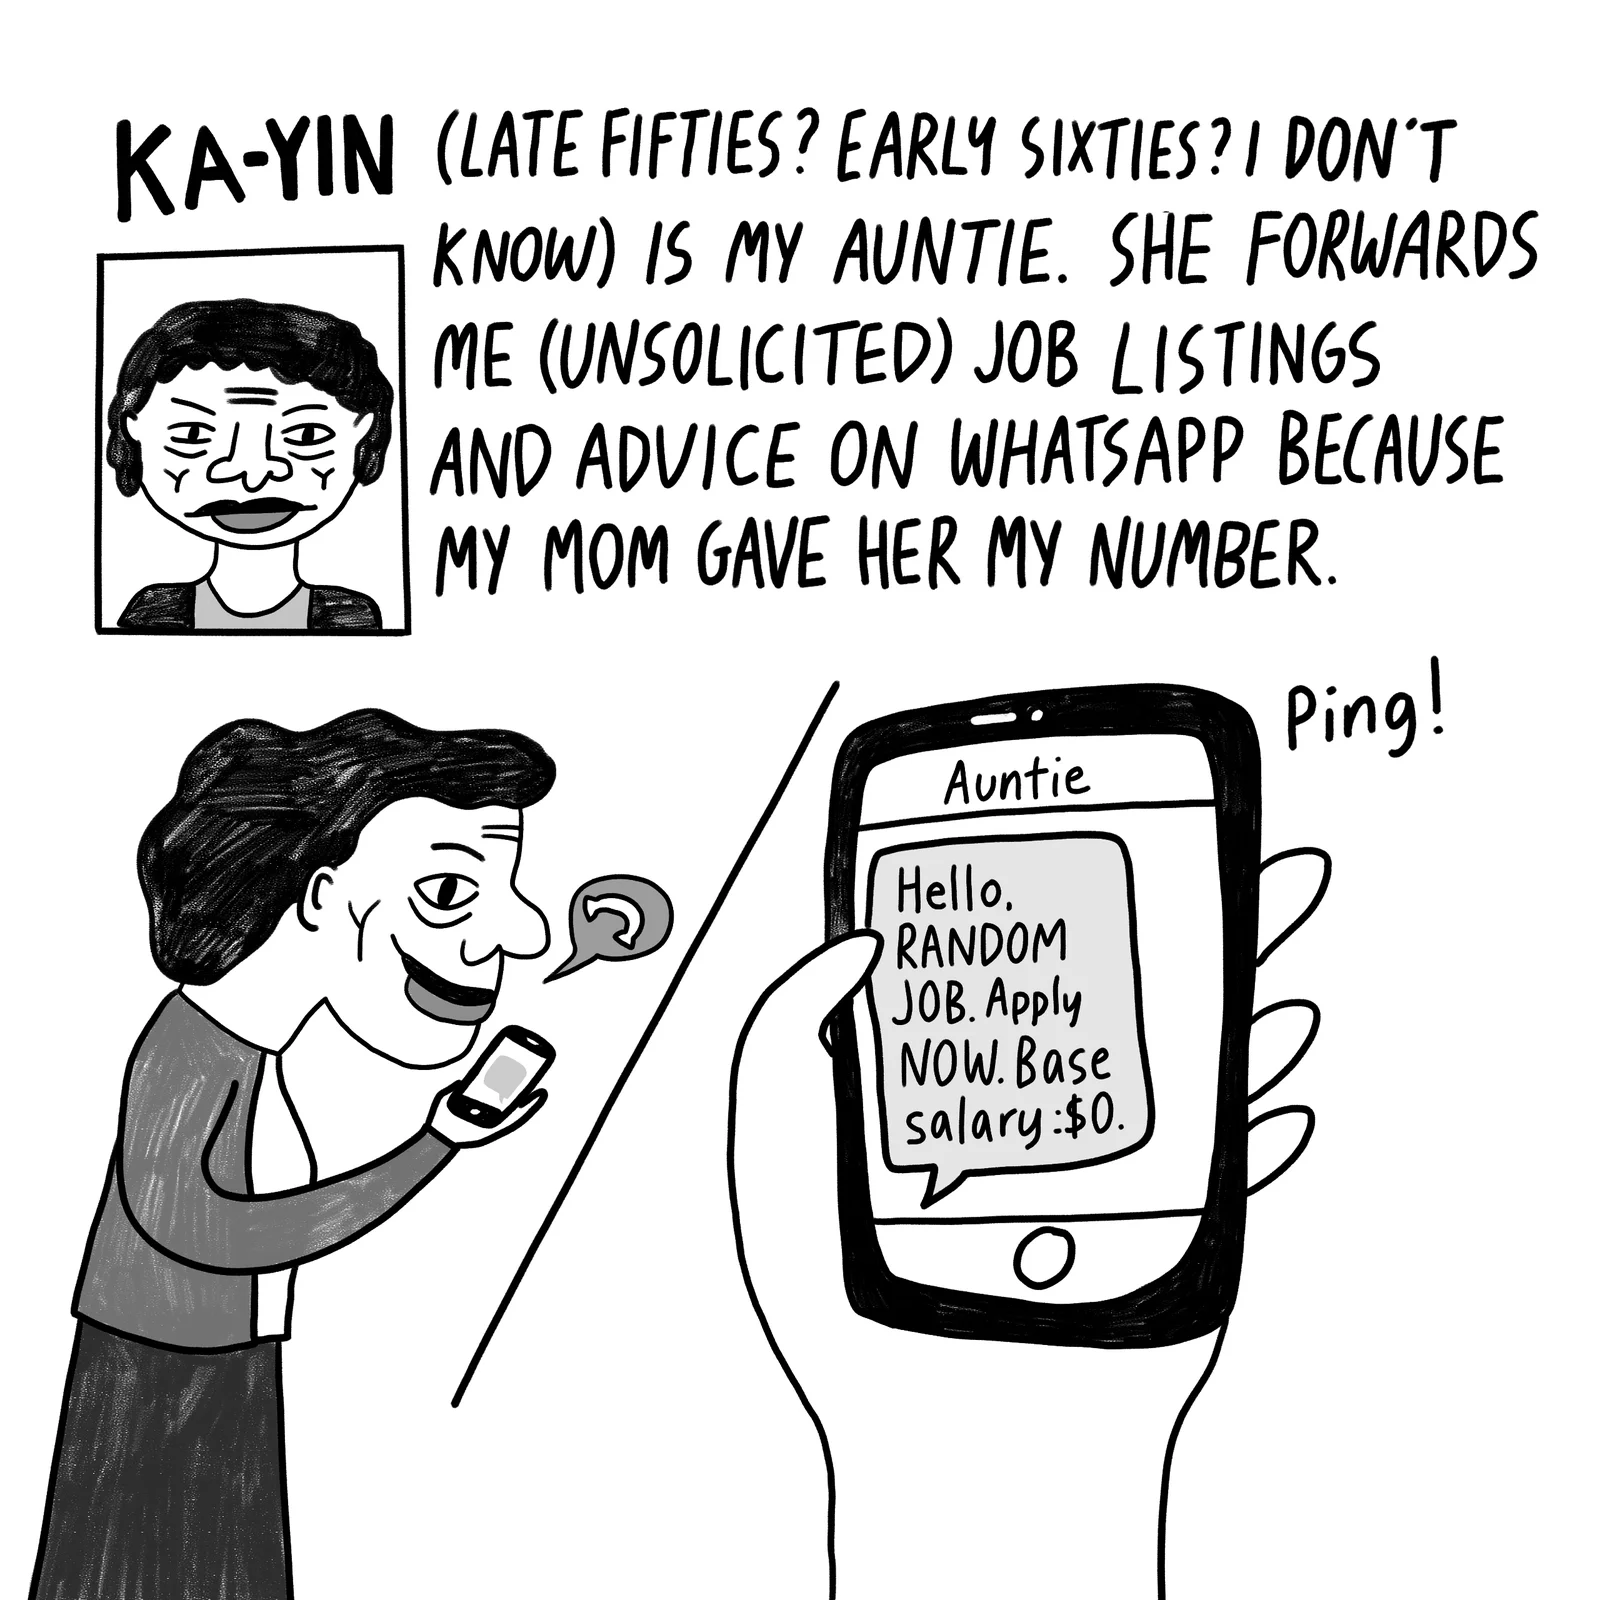 KA-YIN (LATE FIFTIES? EARLY SIXTIES? I DON'T
KNOW) IS MY AUNTIE. SHE FORWARDS
ME (UNSOLICITED) JOB LISTINGS
AND ADVICE ON WHATSAPP BECAUSE
MY MOM GAVE HER MY NUMBER.
Ping!
Auntie
Hello.
RANDOM
JOB. Apply
NOW. Base
salary:$0.